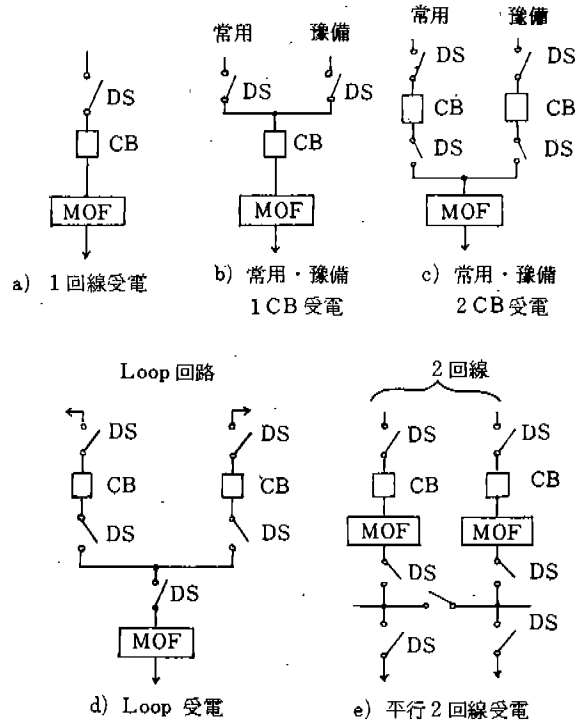 DS
CB
MOF
a) 1回線受電
常用 豫備
DS DS
CB
MOF
b) 常用・豫備
1CB受電
常用 豫備
DS DS
CB CB
DS DS
MOF
c) 常用・豫備
2CB受電
Loop 回路
DS DS
CB CB
DS DS
DS
MOF
d) Loop 受電
2回線
DS DS
CB CB
MOF MOF
DS DS
DS DS
e) 平行2回線受電